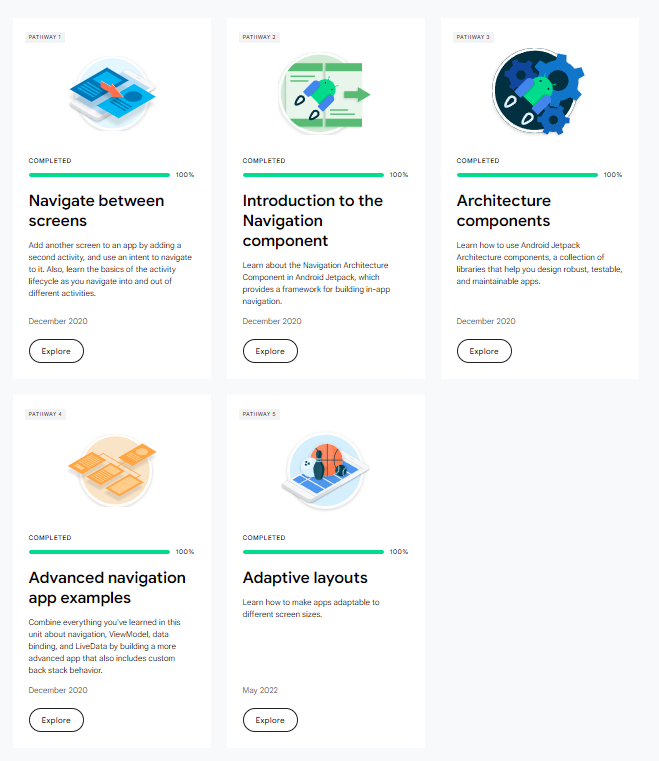 PATHWAY 1
COMPLETED
100%
Navigate between
screens
Add another screen to an app by adding a
second activity, and use an intent to navigate
to it. Also, learn the basics of the activity
lifecycle as you navigate into and out of
different activities.
December 2020
Explore
PATHWAY 2
COMPLETED
100%
Introduction to the
Navigation
component
Learn about the Navigation Architecture
Component in Android Jetpack, which
provides a framework for building in-app
navigation.
December 2020
Explore
PATHWAY 3
COMPLETED
100%
Architecture
components
Learn how to use Android Jetpack
Architecture components, a collection of
libraries that help you design robust, testable,
and maintainable apps.
December 2020
Explore
PATHWAY 4
COMPLETED
100%
Advanced navigation
app examples
Combine everything you've learned in this
unit about navigation, ViewModel, data
binding, and LiveData by building a more
advanced app that also includes custom
back stack behavior.
December 2020
Explore
PATHWAY 5
COMPLETED
100%
Adaptive layouts
Learn how to make apps adaptable to
different screen sizes.
May 2022
Explore